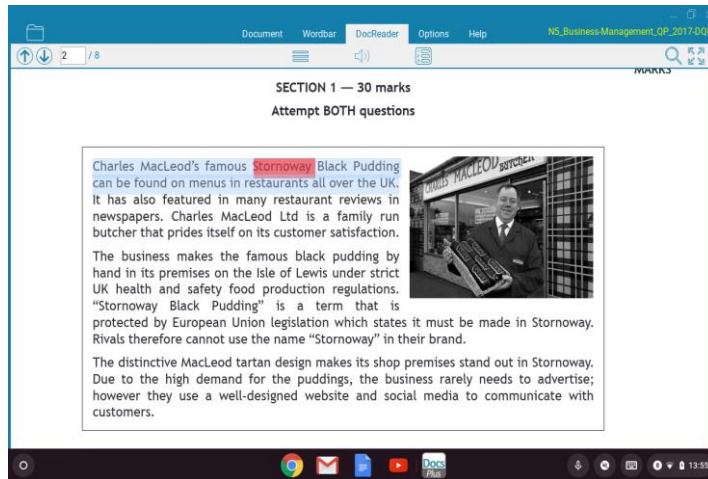 Document Wordbar DocReader Options Help N5_Business-Management_QP_2017-DQ
2 / 8
MARKS
SECTION 1 — 30 marks
Attempt BOTH questions
Charles MacLeod's famous Stornoway Black Pudding
can be found on menus in restaurants all over the UK.
It has also featured in many restaurant reviews in
newspapers. Charles MacLeod Ltd is a family run
butcher that prides itself on its customer satisfaction.
CHARLES MACLEOD BUTCHER
The business makes the famous black pudding by
hand in its premises on the Isle of Lewis under strict
UK health and safety food production regulations.
“Stornoway Black Pudding” is a term that is
protected by European Union legislation which states it must be made in Stornoway.
Rivals therefore cannot use the name “Stornoway” in their brand.
The distinctive MacLeod tartan design makes its shop premises stand out in Stornoway.
Due to the high demand for the puddings, the business rarely needs to advertise;
however they use a well-designed website and social media to communicate with
customers.
Docs
Plus
13:55